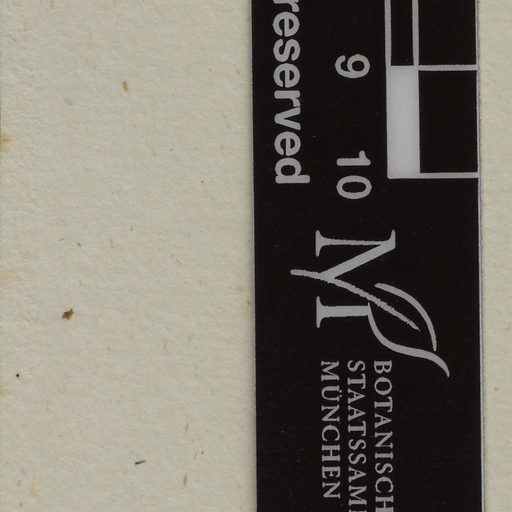 reserved
9 10
M
BOTANISCH
STAATSSAM
MÜNCHEN